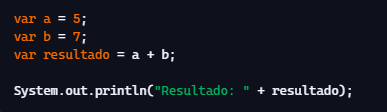 var a = 5;
var b = 7;
var resultado = a + b;
System.out.println("Resultado: " + resultado);